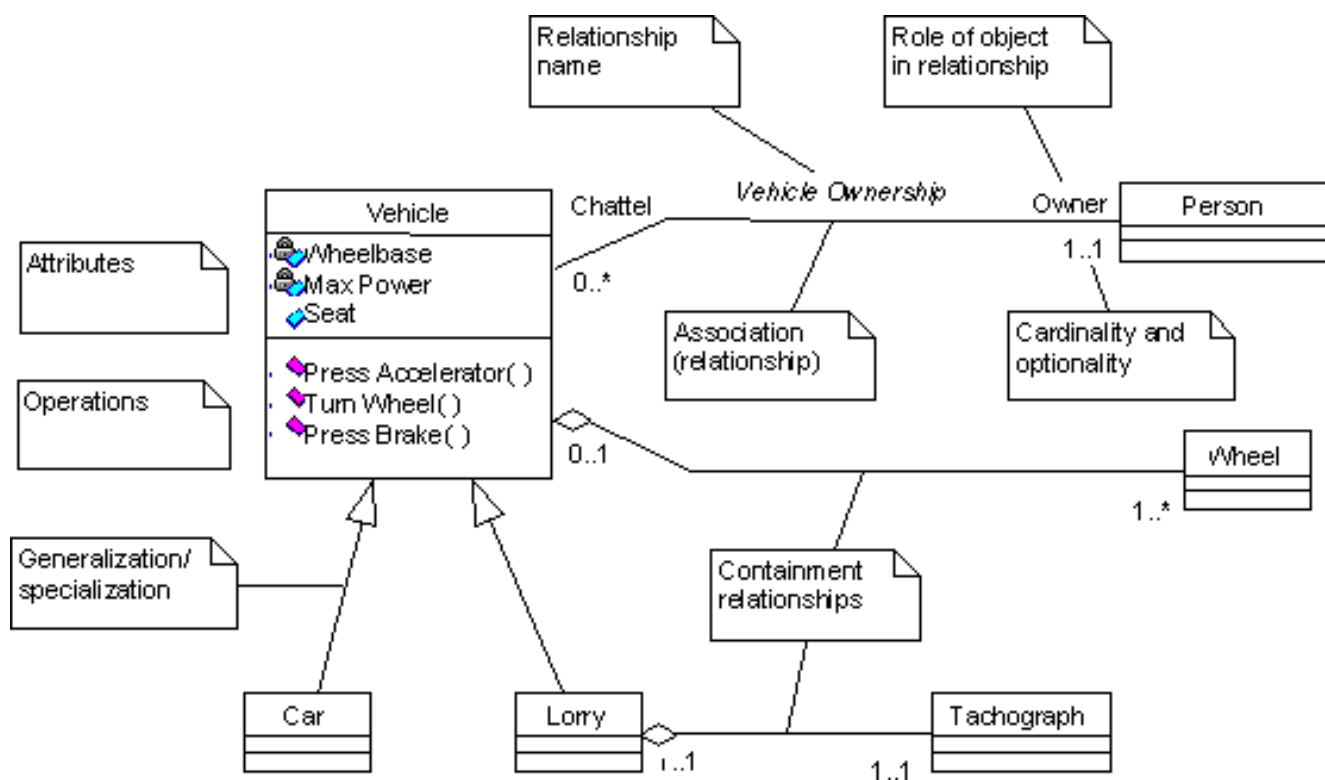 Relationship
name
Role of object
in relationship
Vehicle
Chattel
Vehicle Ownership
Owner
Person
Attributes
Wheelbase
Max Power
Seat
0..*
1..1
Association
(relationship)
Cardinality and
optionality
Operations
Press Accelerator( )
Turn Wheel( )
Press Brake( )
0..1
Wheel
1..*
Generalization/
specialization
Containment
relationships
Car
Lorry
Tachograph
1..1
1..1